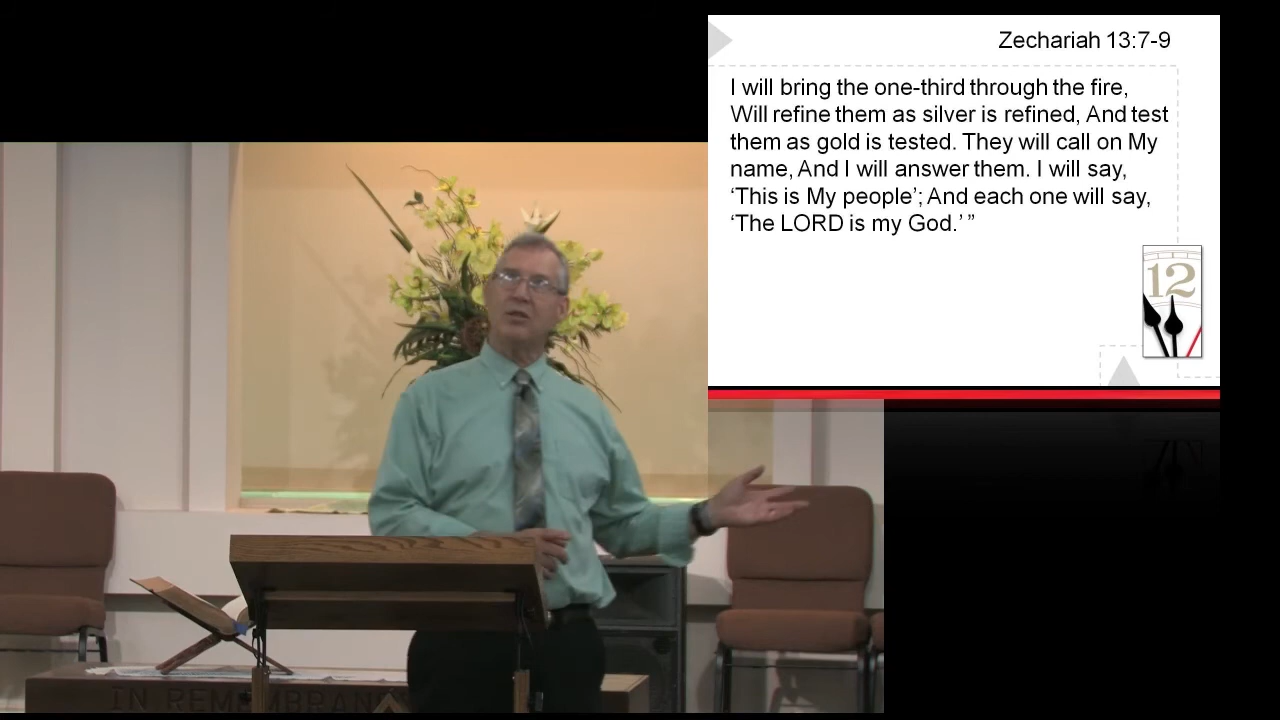 Zechariah 13:7-9
I will bring the one-third through the fire,
Will refine them as silver is refined, And test
them as gold is tested. They will call on My
name, And I will answer them. I will say,
‘This is My people’; And each one will say,
‘The LORD is my God.’ ”
12
IN REMEMBRAN